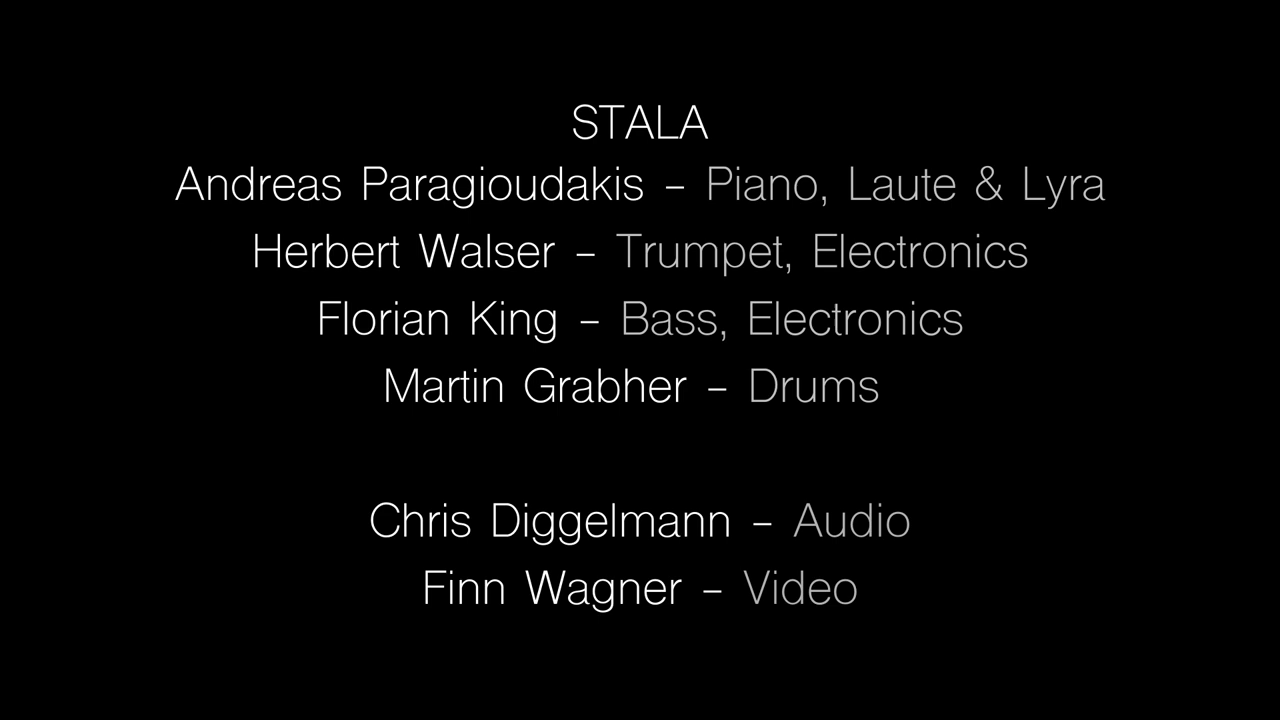 STALA
Andreas Paragioudakis – Piano, Laute & Lyra
Herbert Walser – Trumpet, Electronics
Florian King – Bass, Electronics
Martin Grabher – Drums
Chris Diggelmann – Audio
Finn Wagner – Video